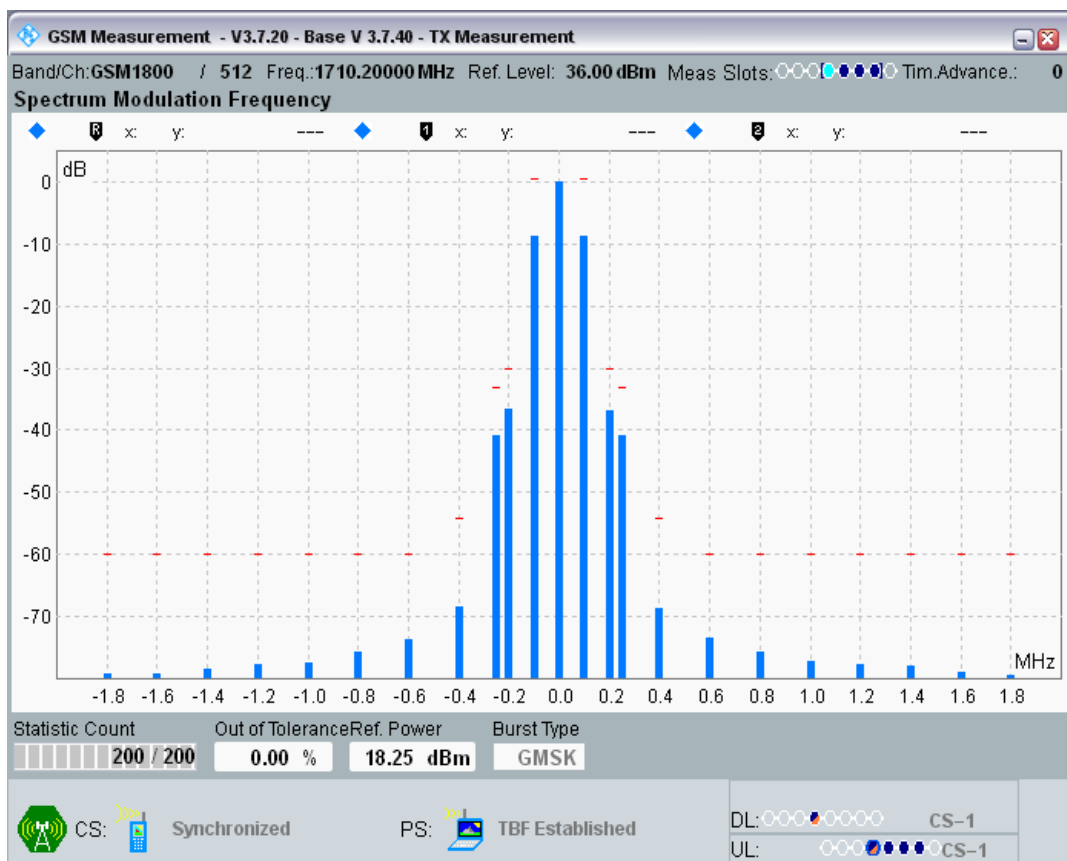 GSM Measurement - V3.7.20 - Base V 3.7.40 - TX Measurement
Band/Ch:GSM1800 / 512 Freq.:1710.20000 MHz Ref. Level: 36.00 dBm Meas Slots: Tim.Advance.: 0
Spectrum Modulation Frequency
R x: y: --- 1 x: y: --- 2 x: y: ---
dB
0
-10
-20
-30
-40
-50
-60
-70
MHz
-1.8 -1.6 -1.4 -1.2 -1.0 -0.8 -0.6 -0.4 -0.2 0.0 0.2 0.4 0.6 0.8 1.0 1.2 1.4 1.6 1.8
Statistic Count Out of Tolerance Ref. Power Burst Type
200 / 200 0.00 % 18.25 dBm GMSK
CS: Synchronized PS: TBF Established DL: CS-1
UL: CS-1